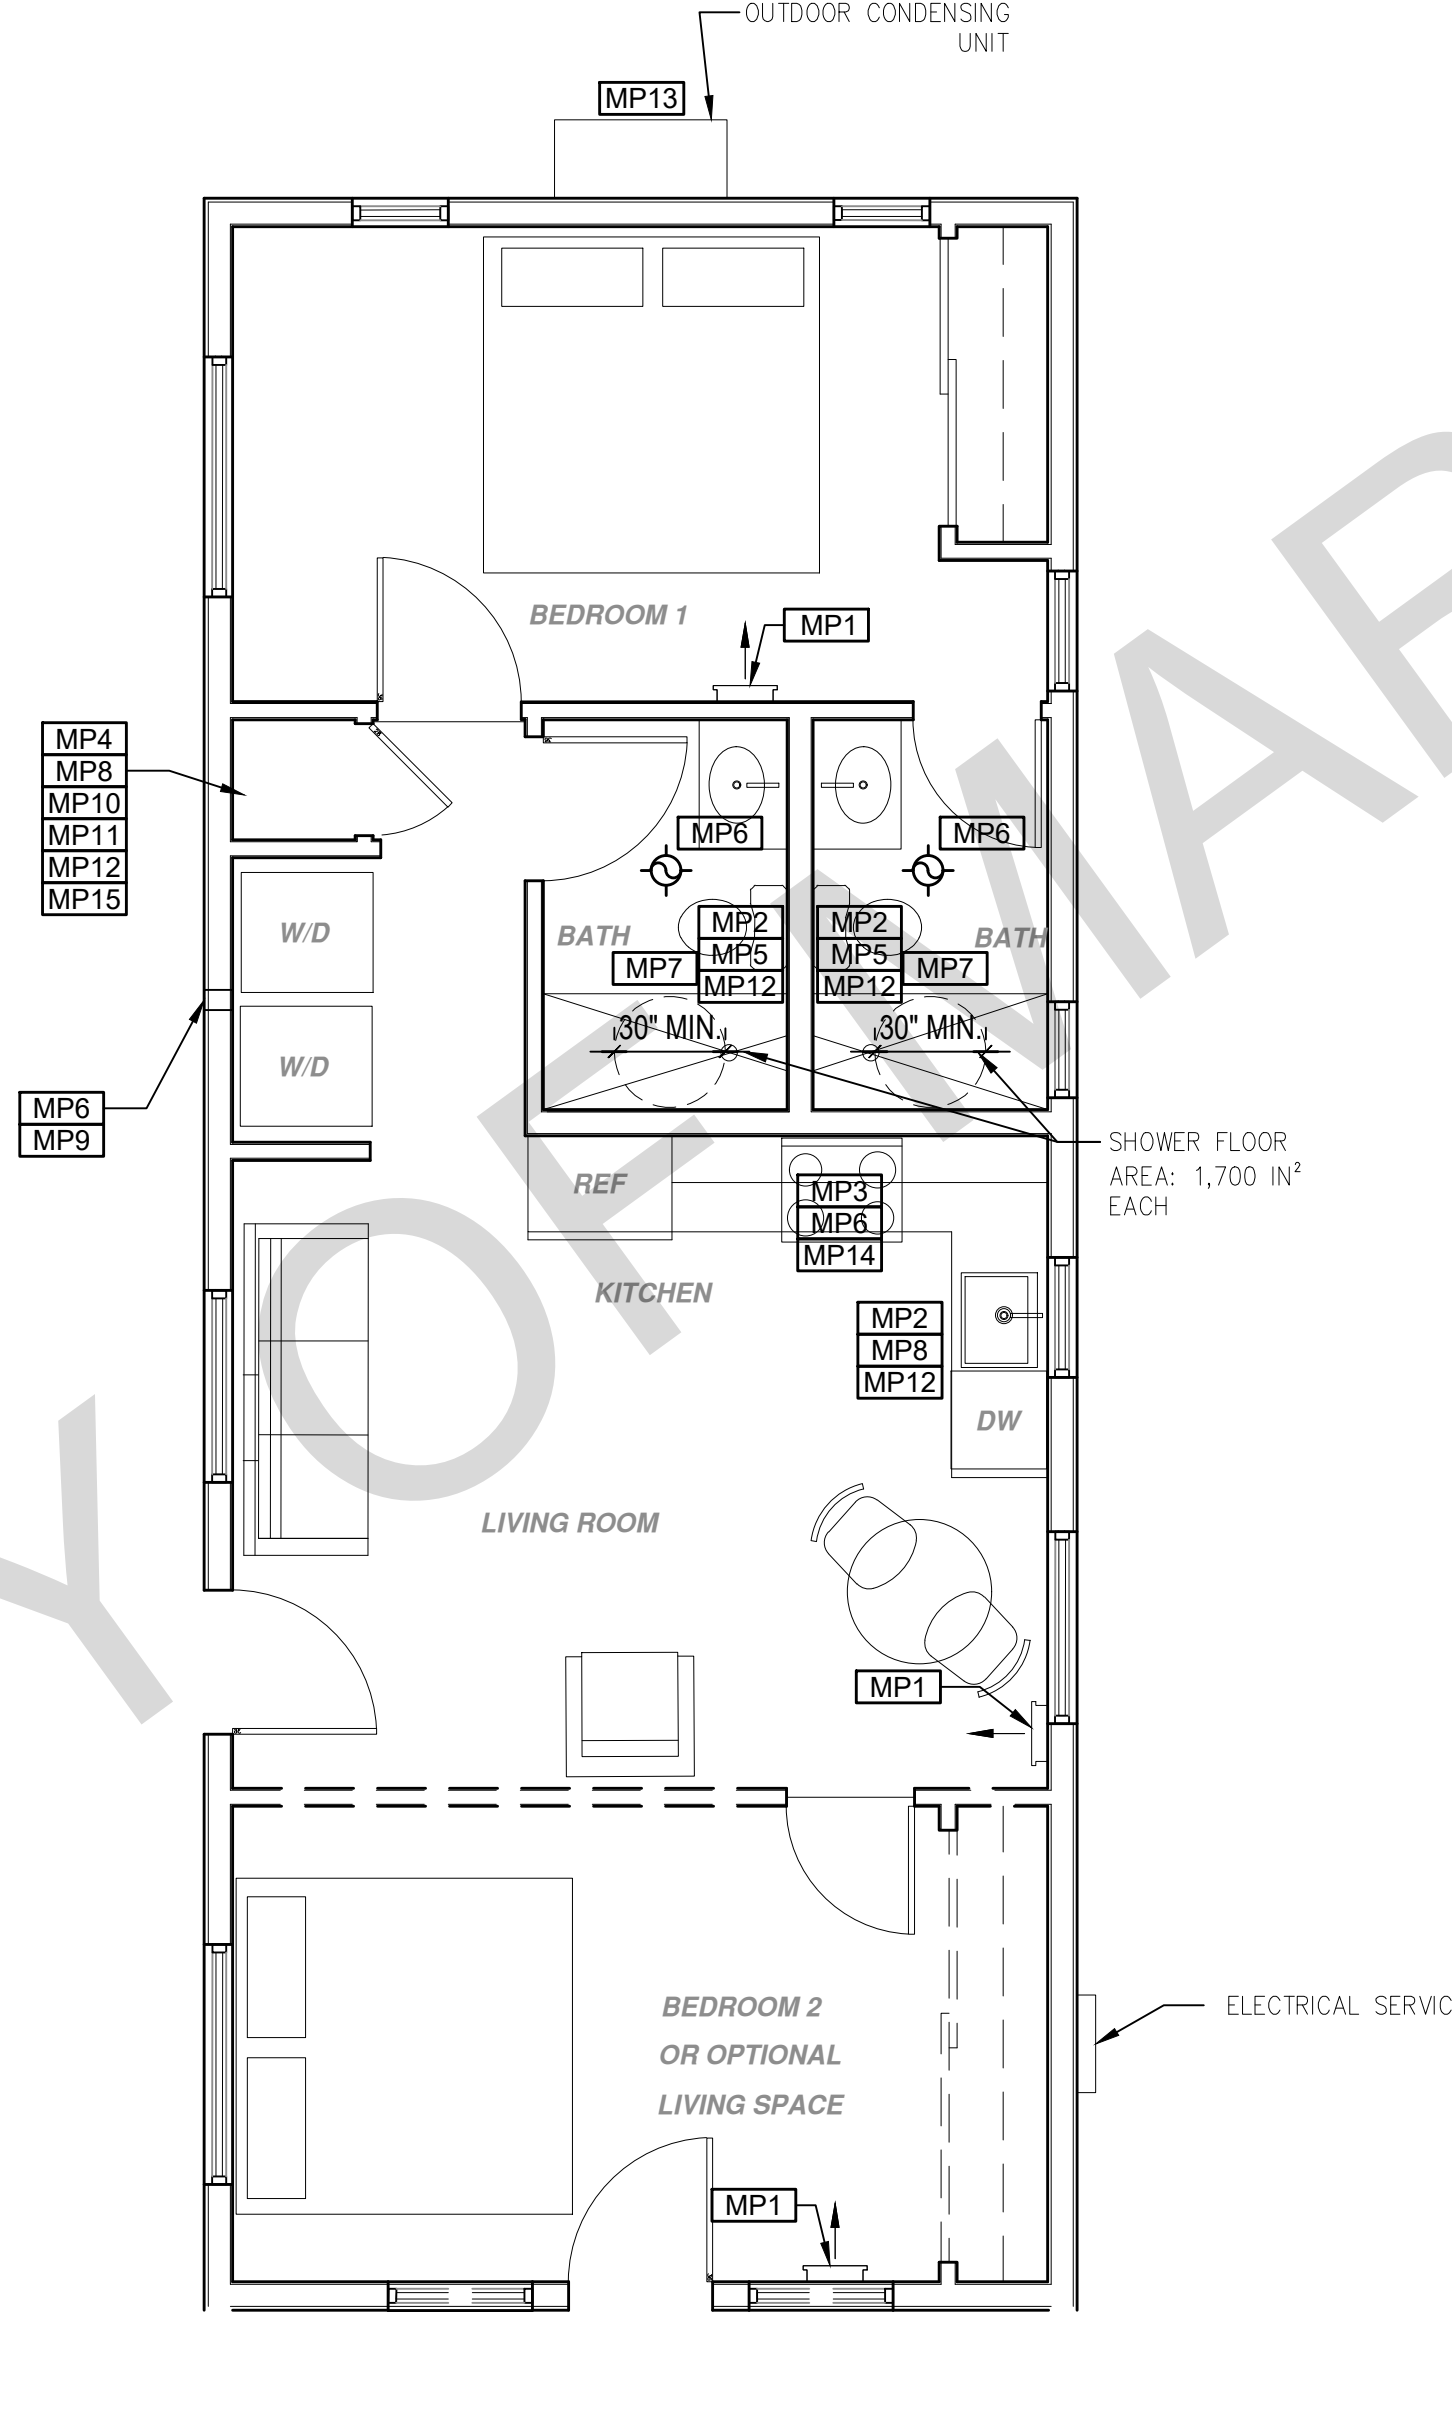 OUTDOOR CONDENSING
UNIT
MP13
BEDROOM 1
MP1
MP4
MP8
MP10
MP11
MP12
MP15
MP6
MP6
W/D
BATH
MP2
MP5
MP12
MP7
MP2
MP5
MP12
MP7
BATH
30" MIN.
30" MIN.
W/D
MP6
MP9
SHOWER FLOOR
AREA: 1,700 IN²
EACH
REF
MP3
MP6
MP14
KITCHEN
MP2
MP8
MP12
DW
LIVING ROOM
MP1
BEDROOM 2
OR OPTIONAL
LIVING SPACE
ELECTRICAL SERVIC
MP1
Y OF MAR